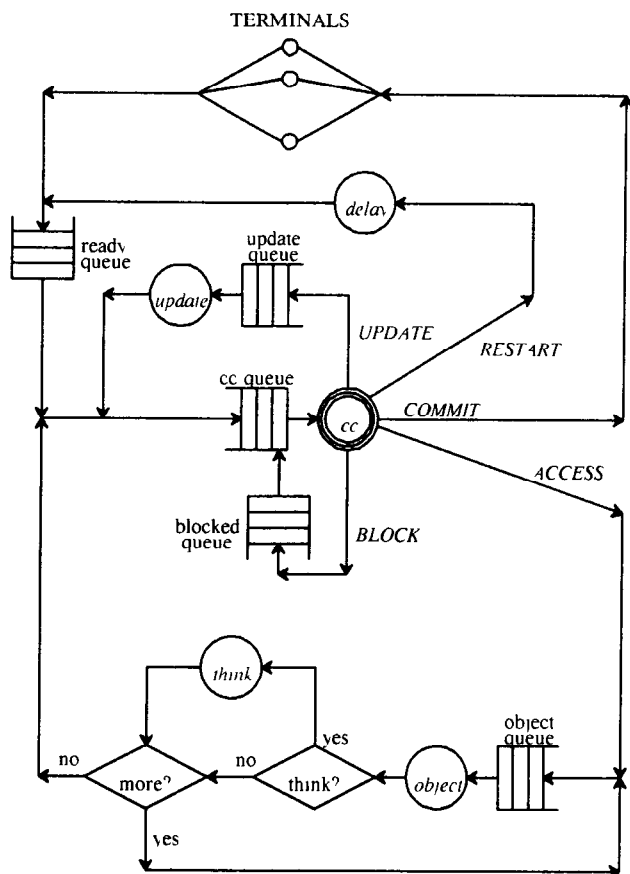 TERMINALS
delay
ready
queue
update
queue
update
UPDATE
RESTART
cc queue
cc
COMMIT
ACCESS
blocked
queue
BLOCK
think
object
queue
no
more?
no
think?
yes
object
yes